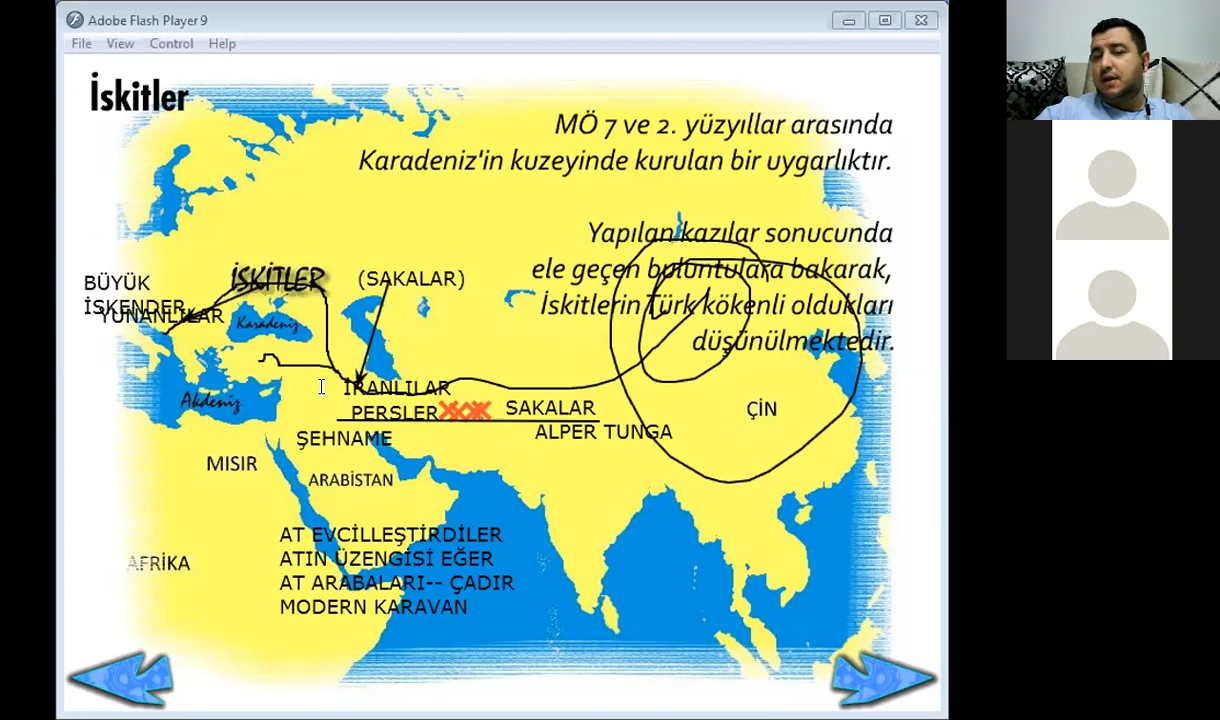 Adobe Flash Player 9
File View Control Help
İskitler
MÖ 7 ve 2. yüzyıllar arasında
Karadeniz'in kuzeyinde kurulan bir uygarlıktır.
Yapılan kazılar sonucunda
ele geçen buluntulara bakarak,
İskitlerin Türk kökenli oldukları
düşünülmektedir.
BÜYÜK
İSKENDER
YUNANLILAR
İSKİTLER
(SAKALAR)
Karadeniz
Akdeniz
İRANLILAR
PERSLER
SAKALAR
ALPER TUNGA
ÇİN
ŞEHNAME
MISIR
ARABİSTAN
AFRİKA
AT EVCİLLEŞTİRDİLER
ATIN ÜZENGİSİ EĞER
AT ARABALARI-- ÇADIR
MODERN KARAVAN